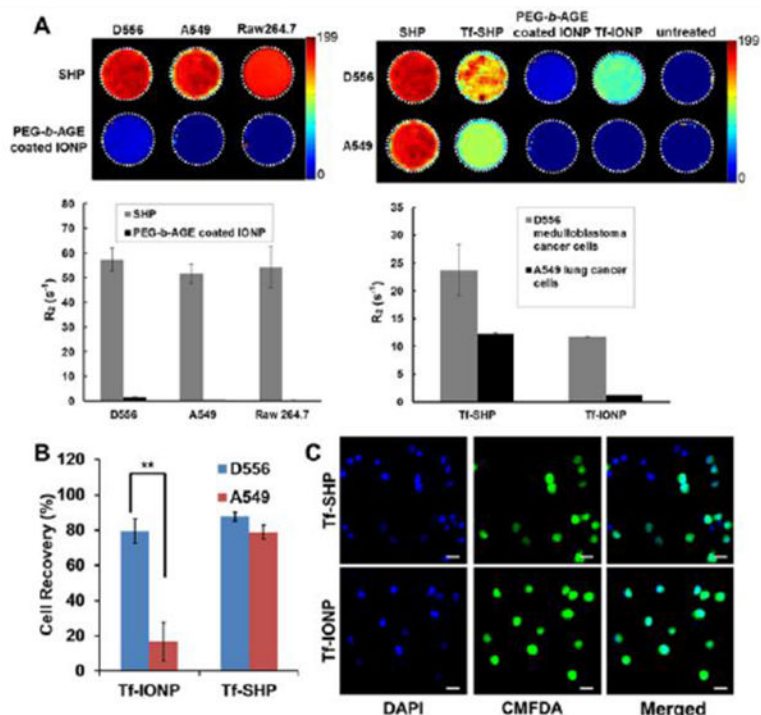 A
D556 A549 Raw264.7
SHP
PEG-b-AGE
coated IONP
199
0
PEG-b-AGE
SHP Tf-SHP coated IONP Tf-IONP untreated
D556
A549
199
0
80
70
60
50
40
30
20
10
0
R₂ (s⁻¹)
SHP
PEG-b-AGE coated IONP
D556 A549 Raw 264.7
35
30
25
20
15
10
5
0
R₂ (s⁻¹)
D556
medulloblastoma
cancer cells
A549 lung cancer
cells
Tf-SHP Tf-IONP
B
120
100
80
60
40
20
0
Cell Recovery (%)
**
D556
A549
Tf-IONP Tf-SHP
C
Tf-SHP
Tf-IONP
DAPI CMFDA Merged